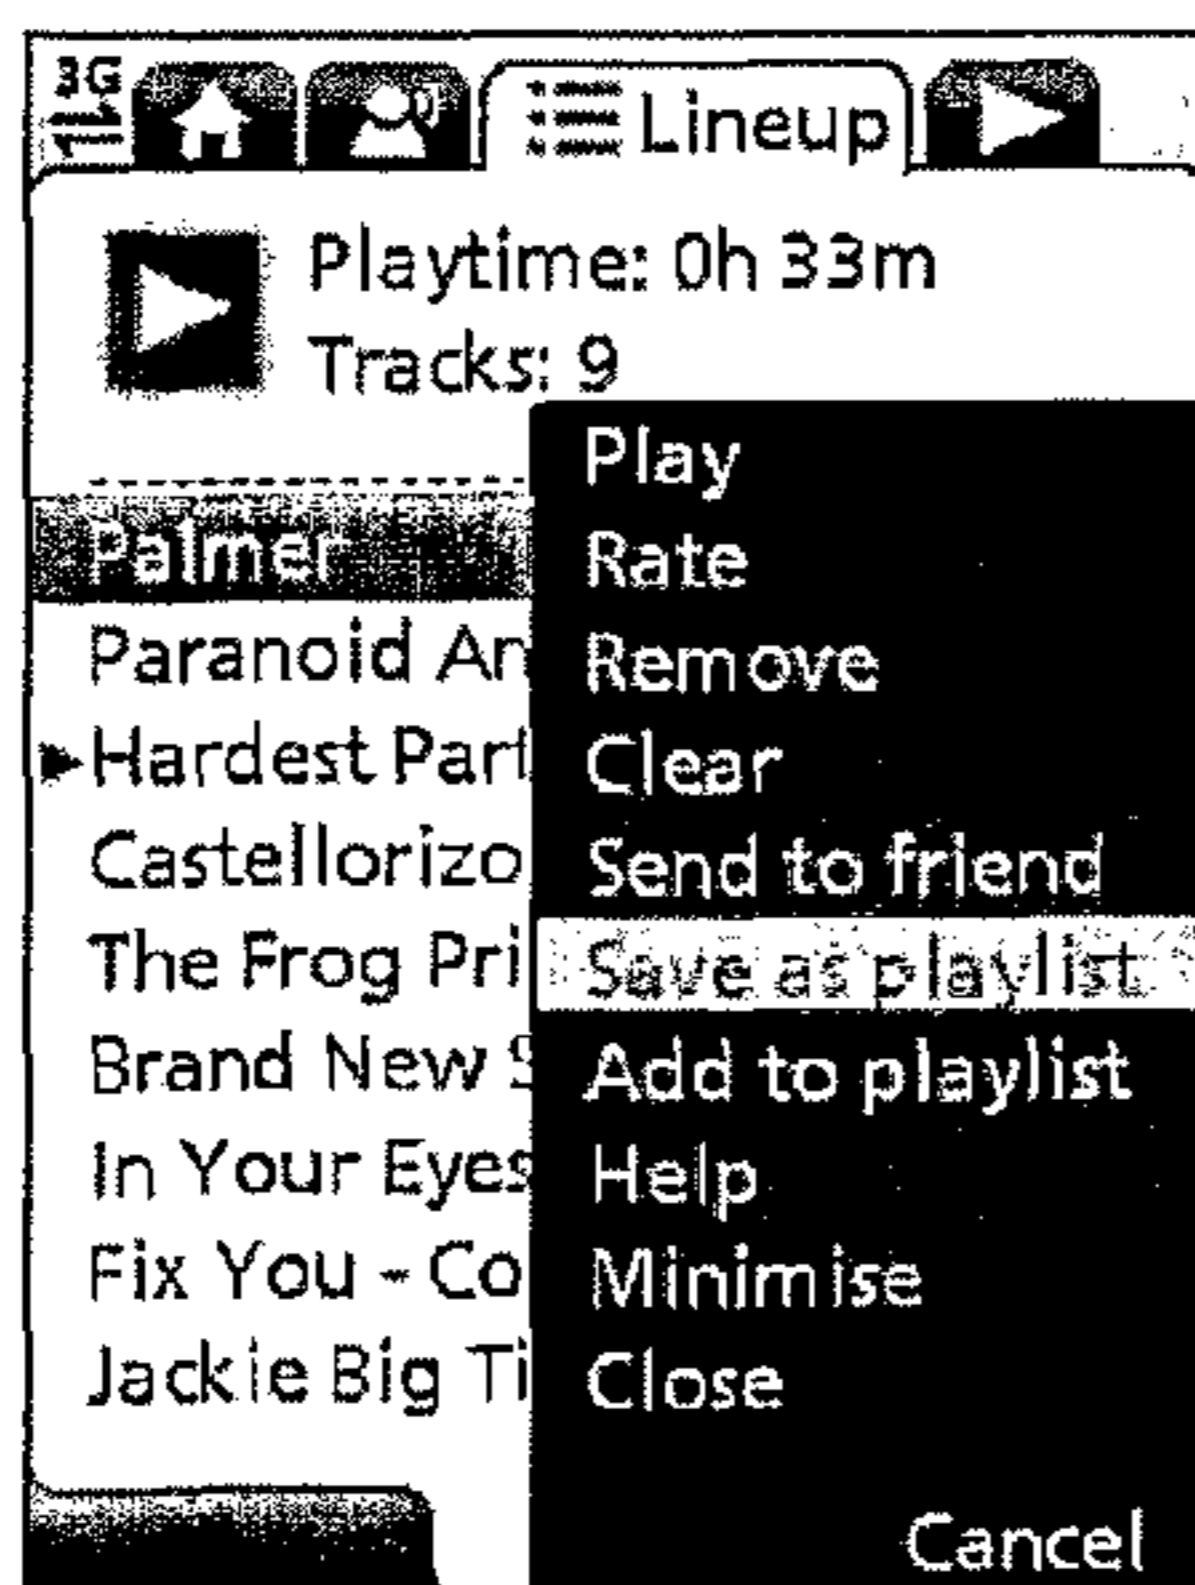 3G
Lineup
Playtime: 0h 33m
Tracks: 9
Palmer
Paranoid An
Hardest Part
Castellorizo
The Frog Pri
Brand New S
In Your Eyes
Fix You - Co
Jackie Big Ti
Play
Rate
Remove
Clear
Send to friend
Save as playlist
Add to playlist
Help
Minimise
Close
Cancel